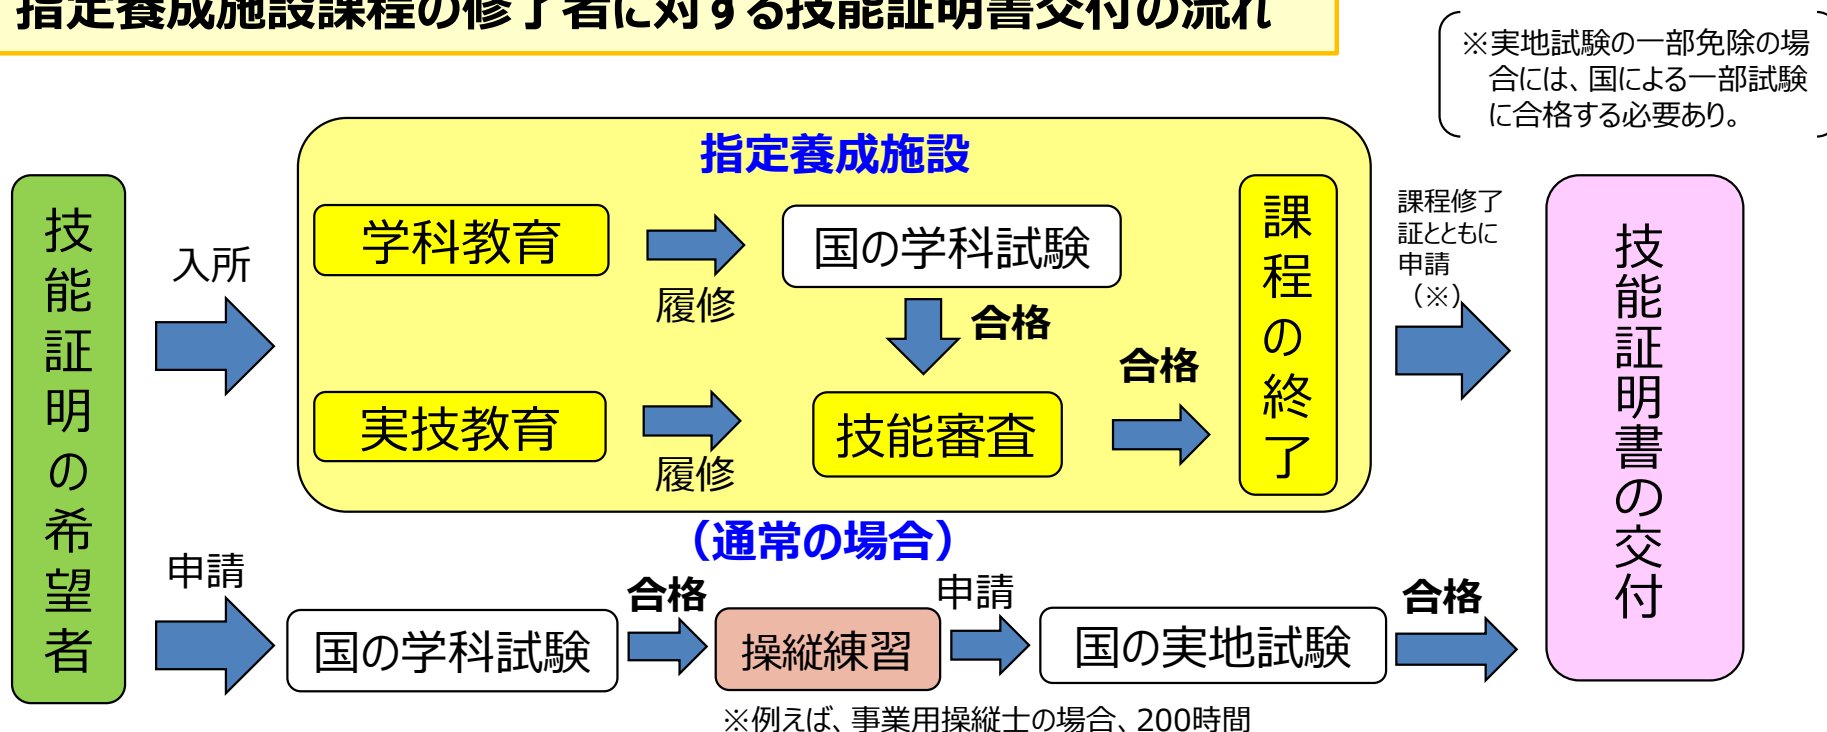 指定養成施設課程の修了者に対する技能証明書交付の流れ
※実地試験の一部免除の場
合には、国による一部試験
に合格する必要あり。
技能証明の希望者
入所
指定養成施設
学科教育
履修
国の学科試験
合格
実技教育
履修
技能審査
合格
課程の終了
課程修了
証とともに
申請
（※）
技能証明書の交付
（通常の場合）
申請
国の学科試験
合格
操縦練習
申請
国の実地試験
合格
※例えば、事業用操縦士の場合、200時間